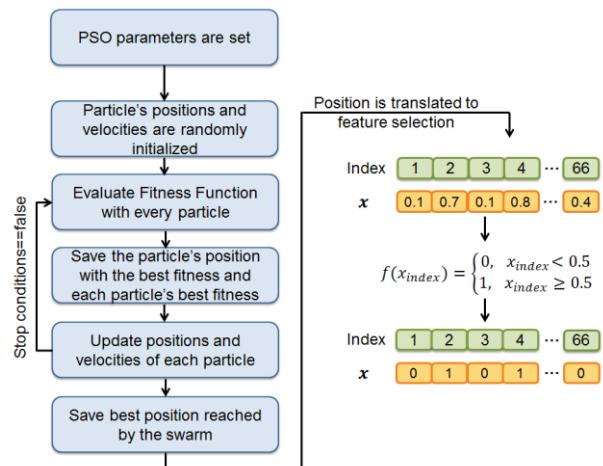 PSO parameters are set
Particle's positions and
velocities are randomly
initialized
Evaluate Fitness Function
with every particle
Save the particle's position
with the best fitness and
each particle's best fitness
Update positions and
velocities of each particle
Save best position reached
by the swarm
Stop conditions==false
Position is translated to
feature selection
Index 1 2 3 4 ··· 66
x 0.1 0.7 0.1 0.8 ··· 0.4
f(x_index) = { 0, x_index < 0.5
1, x_index ≥ 0.5
Index 1 2 3 4 ··· 66
x 0 1 0 1 ··· 0